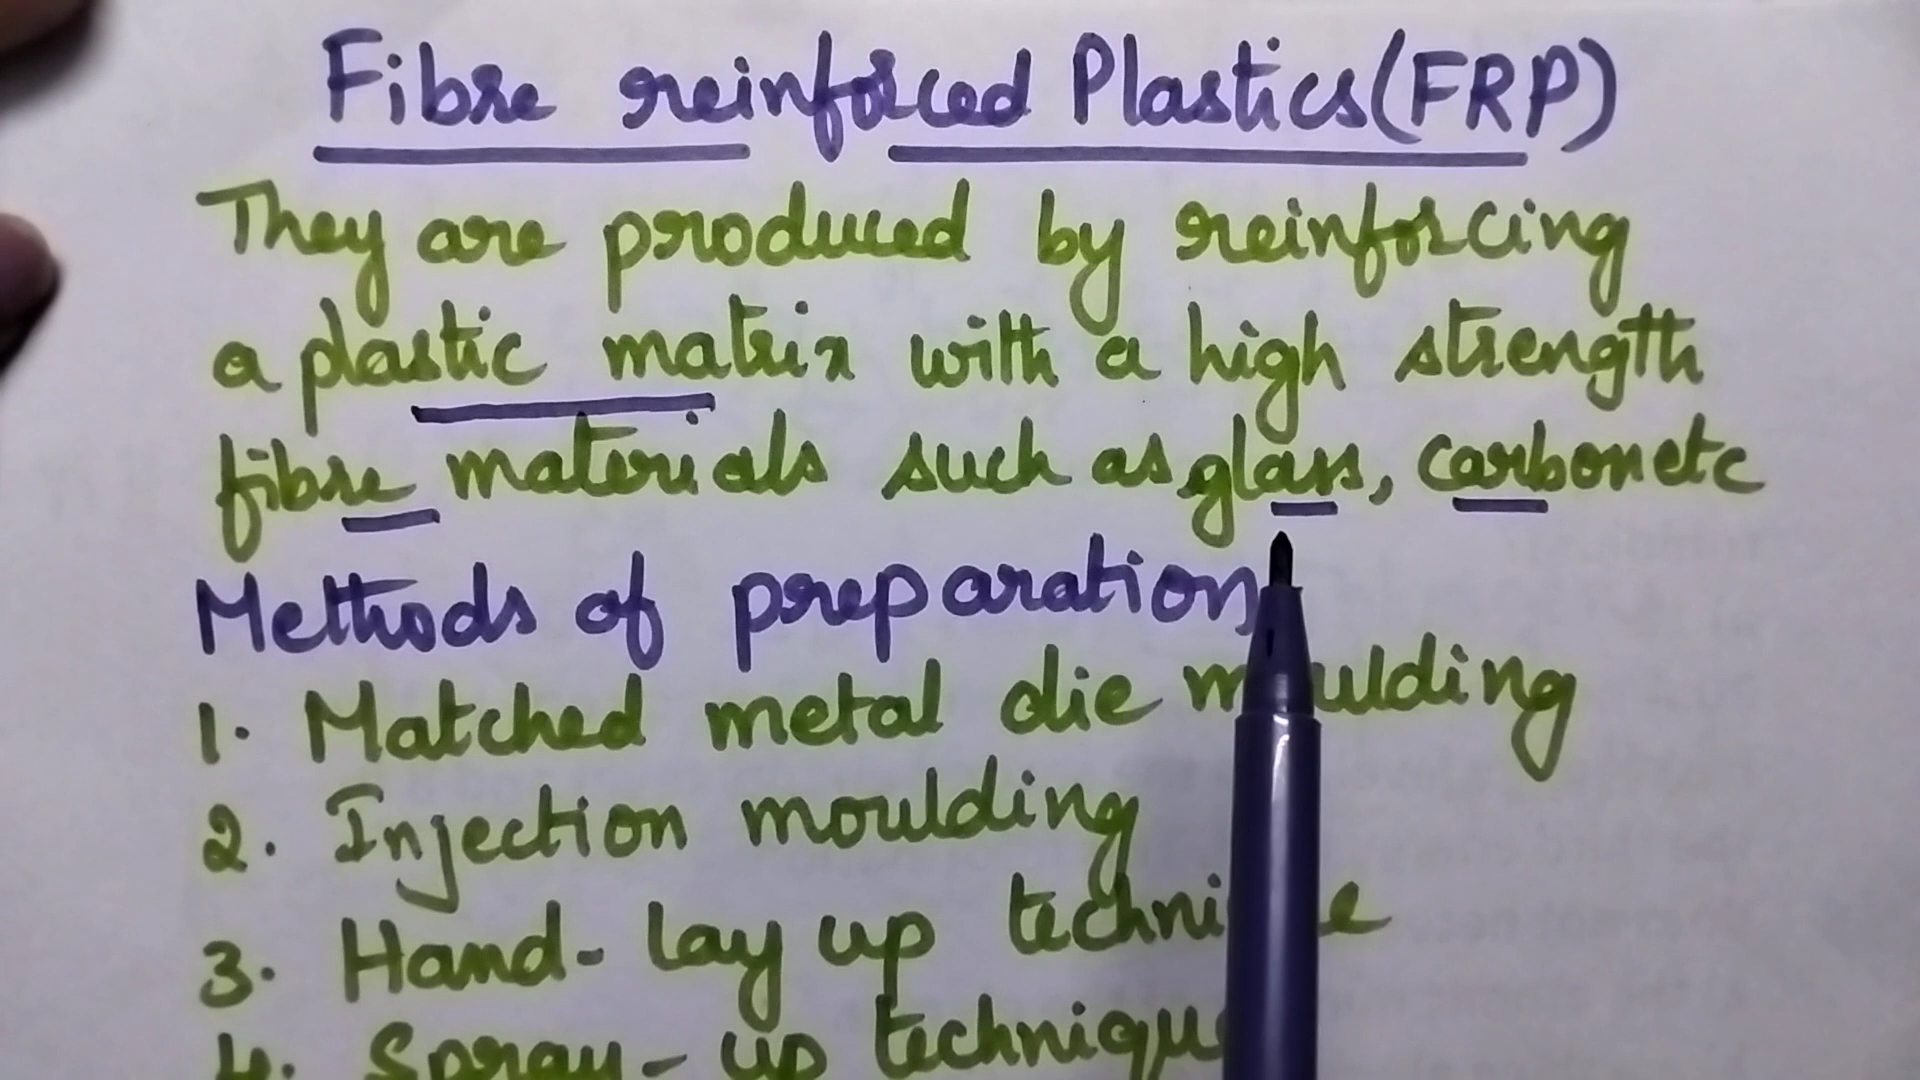 Fibre reinforced Plastics (FRP)
They are produced by reinforcing
a plastic matrix with a high strength
fibre materials such as glass, carbon etc
Methods of preparation
1. Matched metal die moulding
2. Injection moulding
3. Hand-lay up technique
4. Spray-up technique